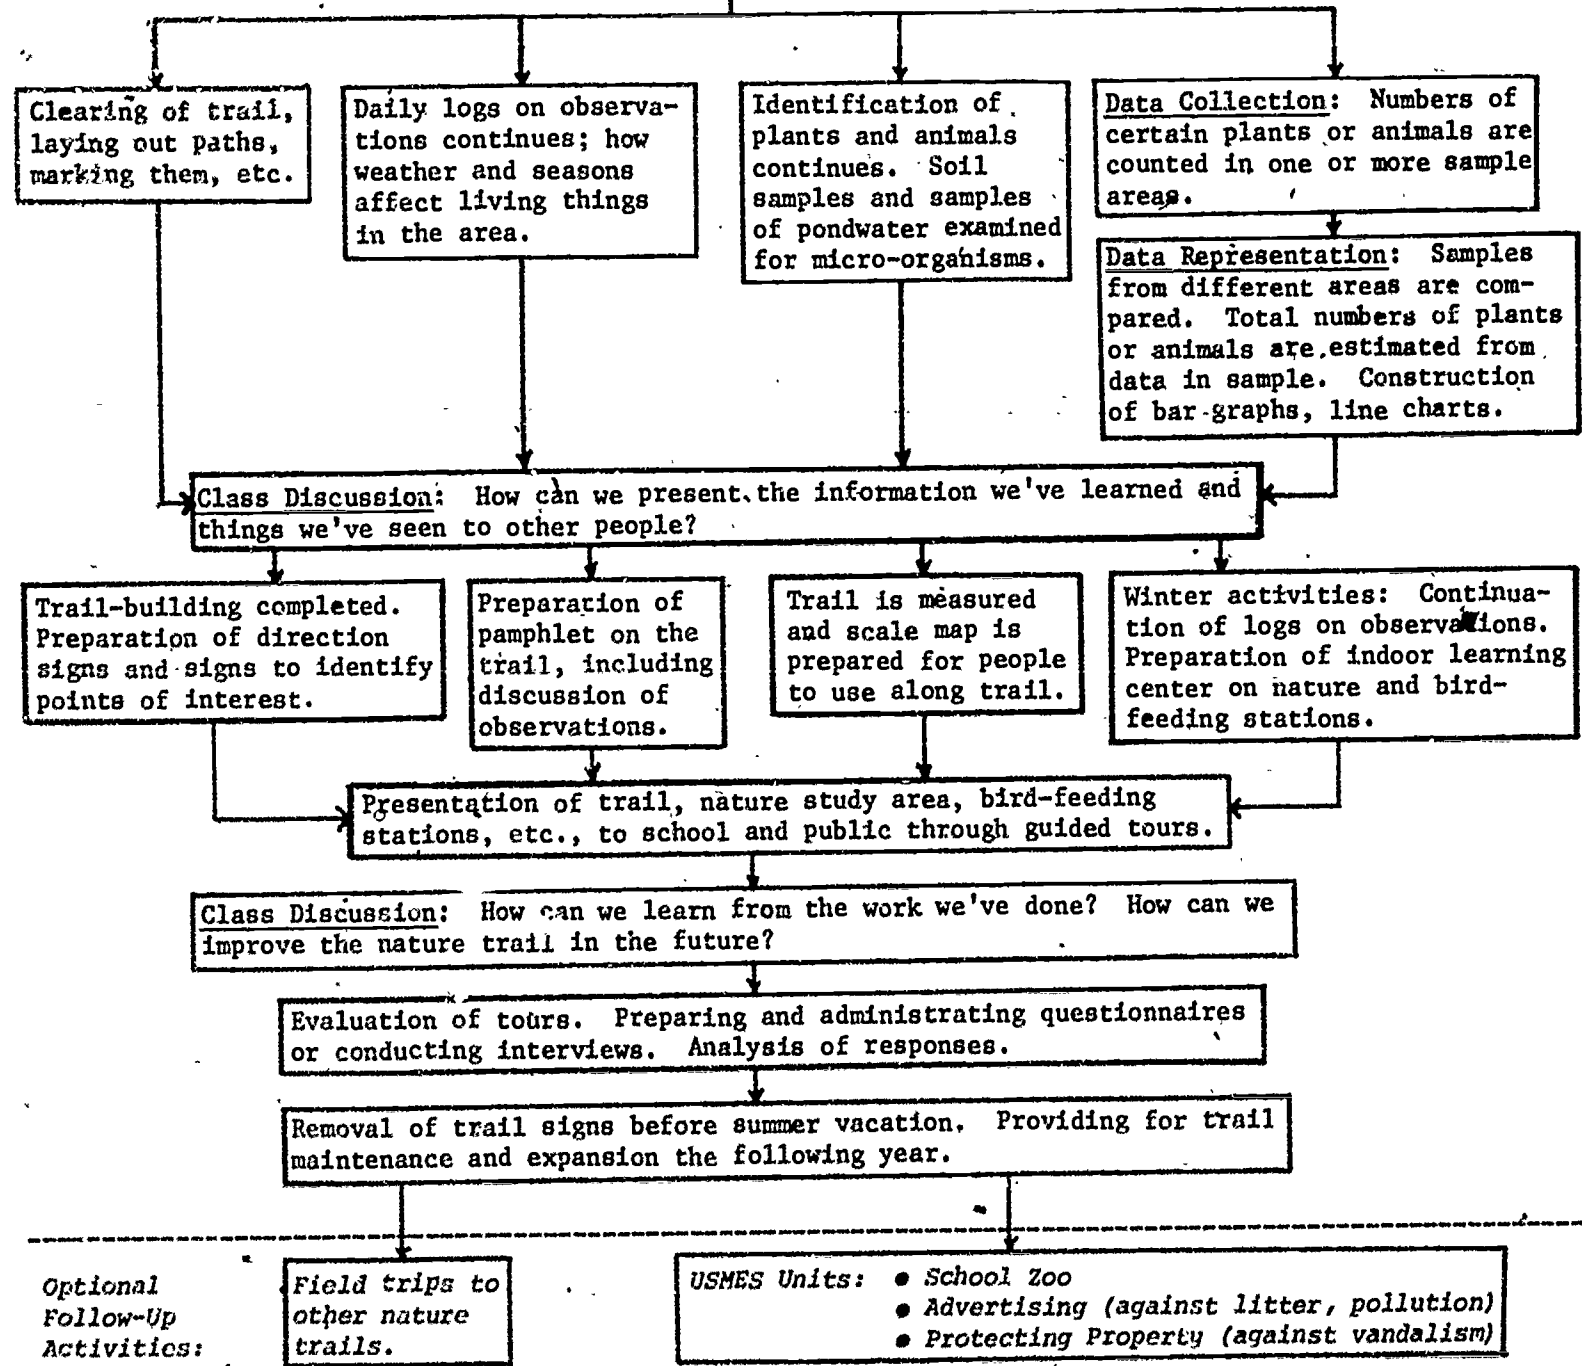 Clearing of trail,
laying out paths,
marking them, etc.
Daily logs on observa-
tions continues; how
weather and seasons
affect living things
in the area.
Identification of
plants and animals
continues. Soil
samples and samples
of pondwater examined
for micro-organisms.
Data Collection: Numbers of
certain plants or animals are
counted in one or more sample
areas.
Data Representation: Samples
from different areas are com-
pared. Total numbers of plants
or animals are estimated from
data in sample. Construction
of bar graphs, line charts.
Class Discussion: How can we present the information we've learned and
things we've seen to other people?
Trail-building completed.
Preparation of direction
signs and signs to identify
points of interest.
Preparation of
pamphlet on the
trail, including
discussion of
observations.
Trail is measured
and scale map is
prepared for people
to use along trail.
Winter activities: Continua-
tion of logs on observations.
Preparation of indoor learning
center on nature and bird-
feeding stations.
Presentation of trail, nature study area, bird-feeding
stations, etc., to school and public through guided tours.
Class Discussion: How can we learn from the work we've done? How can we
improve the nature trail in the future?
Evaluation of tours. Preparing and administrating questionnaires
or conducting interviews. Analysis of responses.
Removal of trail signs before summer vacation. Providing for trail
maintenance and expansion the following year.
Optional
Follow-Up
Activities:
Field trips to
other nature
trails.
USMES Units: ● School Zoo
● Advertising (against litter, pollution)
● Protecting Property (against vandalism)